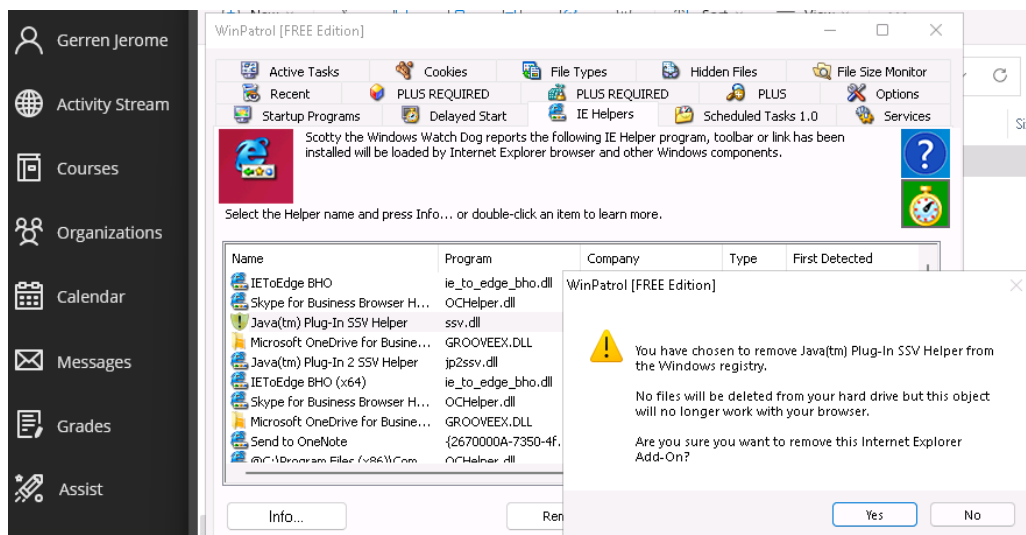 Gerren Jerome
Activity Stream
Courses
Organizations
Calendar
Messages
Grades
Assist
WinPatrol [FREE Edition]
Active Tasks Cookies File Types Hidden Files File Size Monitor
Recent PLUS REQUIRED PLUS REQUIRED PLUS Options
Startup Programs Delayed Start IE Helpers Scheduled Tasks 1.0 Services
Scotty the Windows Watch Dog reports the following IE Helper program, toolbar or link has been
installed will be loaded by Internet Explorer browser and other Windows components.
Select the Helper name and press Info... or double-click an item to learn more.
Name Program Company Type First Detected
IEToEdge BHO ie_to_edge_bho.dll
Skype for Business Browser H... OCHelper.dll
Java(tm) Plug-In SSV Helper ssv.dll
Microsoft OneDrive for Busine... GROOVEEX.DLL
Java(tm) Plug-In 2 SSV Helper jp2ssv.dll
IEToEdge BHO (x64) ie_to_edge_bho.dll
Skype for Business Browser H... OCHelper.dll
Microsoft OneDrive for Busine... GROOVEEX.DLL
Send to OneNote {2670000A-7350-4f.
@C:\Program Files (x86)\Com OCHelper.dll
Info... Ren
WinPatrol [FREE Edition]
You have chosen to remove Java(tm) Plug-In SSV Helper from
the Windows registry.
No files will be deleted from your hard drive but this object
will no longer work with your browser.
Are you sure you want to remove this Internet Explorer
Add-On?
Yes No
Si